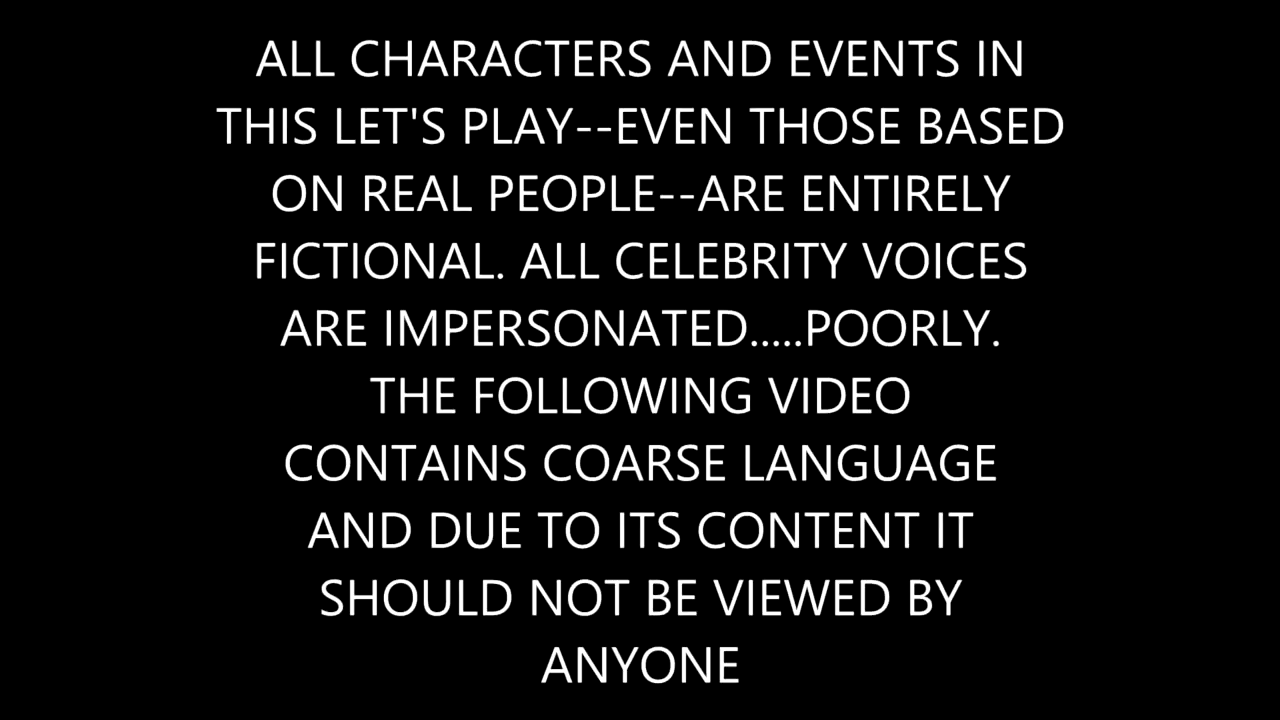 ALL CHARACTERS AND EVENTS IN
THIS LET'S PLAY--EVEN THOSE BASED
ON REAL PEOPLE--ARE ENTIRELY
FICTIONAL. ALL CELEBRITY VOICES
ARE IMPERSONATED.....POORLY.
THE FOLLOWING VIDEO
CONTAINS COARSE LANGUAGE
AND DUE TO ITS CONTENT IT
SHOULD NOT BE VIEWED BY
ANYONE